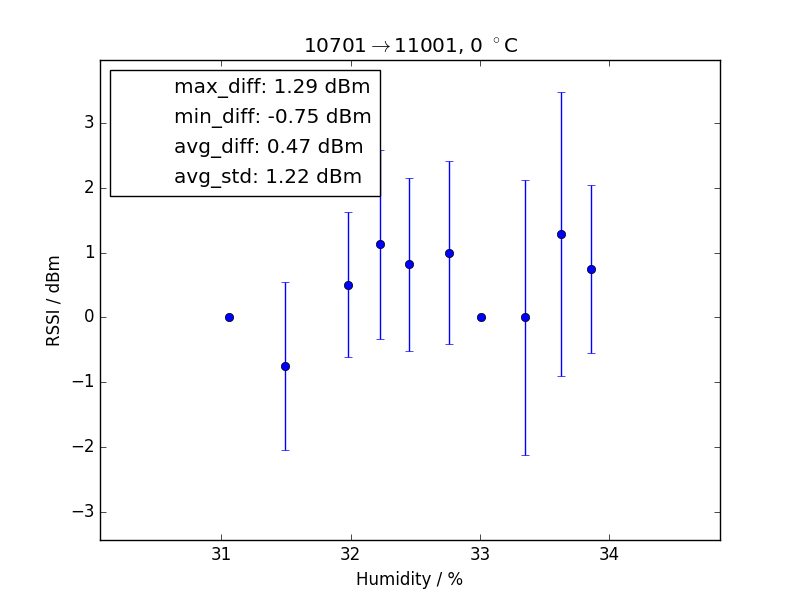 10701→11001, 0 °C
max_diff: 1.29 dBm
min_diff: -0.75 dBm
avg_diff: 0.47 dBm
avg_std: 1.22 dBm
3
2
1
0
−1
−2
−3
RSSI / dBm
31 32 33 34
Humidity / %